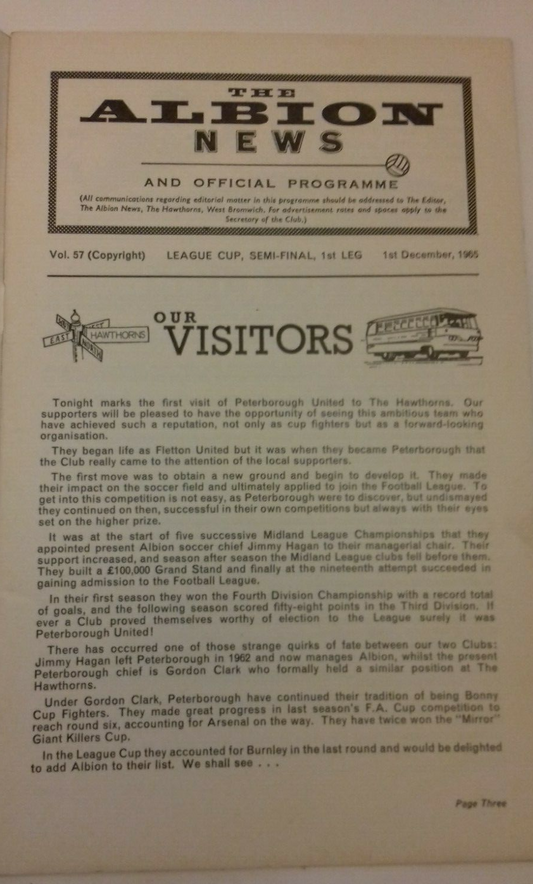 THE
ALBION
NEWS
AND OFFICIAL PROGRAMME
(All communications regarding editorial matter in this programme should be addressed to The Editor,
The Albion News, The Hawthorns, West Bromwich. For advertisement rates and spaces apply to the
Secretary of the Club.)
Vol. 57 (Copyright) LEAGUE CUP, SEMI-FINAL, 1st LEG 1st December, 1965
EAST HAWTHORNS
NORTH
OUR
VISITORS
Tonight marks the first visit of Peterborough United to The Hawthorns. Our
supporters will be pleased to have the opportunity of seeing this ambitious team who
have achieved such a reputation, not only as cup fighters but as a forward-looking
organisation.
They began life as Fletton United but it was when they became Peterborough that
the Club really came to the attention of the local supporters.
The first move was to obtain a new ground and begin to develop it. They made
their impact on the soccer field and ultimately applied to join the Football League. To
get into this competition is not easy, as Peterborough were to discover, but undismayed
they continued on then, successful in their own competitions but always with their eyes
set on the higher prize.
It was at the start of five successive Midland League Championships that they
appointed present Albion soccer chief Jimmy Hagan to their managerial chair. Their
support increased, and season after season the Midland League clubs fell before them.
They built a £100,000 Grand Stand and finally at the nineteenth attempt succeeded in
gaining admission to the Football League.
In their first season they won the Fourth Division Championship with a record total
of goals, and the following season scored fifty-eight points in the Third Division. If
ever a Club proved themselves worthy of election to the League surely it was
Peterborough United!
There has occurred one of those strange quirks of fate between our two Clubs:
Jimmy Hagan left Peterborough in 1962 and now manages Albion, whilst the present
Peterborough chief is Gordon Clark who formally held a similar position at The
Hawthorns.
Under Gordon Clark, Peterborough have continued their tradition of being Bonny
Cup Fighters. They made great progress in last season's F.A. Cup competition to
reach round six, accounting for Arsenal on the way. They have twice won the "Mirror"
Giant Killers Cup.
In the League Cup they accounted for Burnley in the last round and would be delighted
to add Albion to their list. We shall see . . .
Page Three